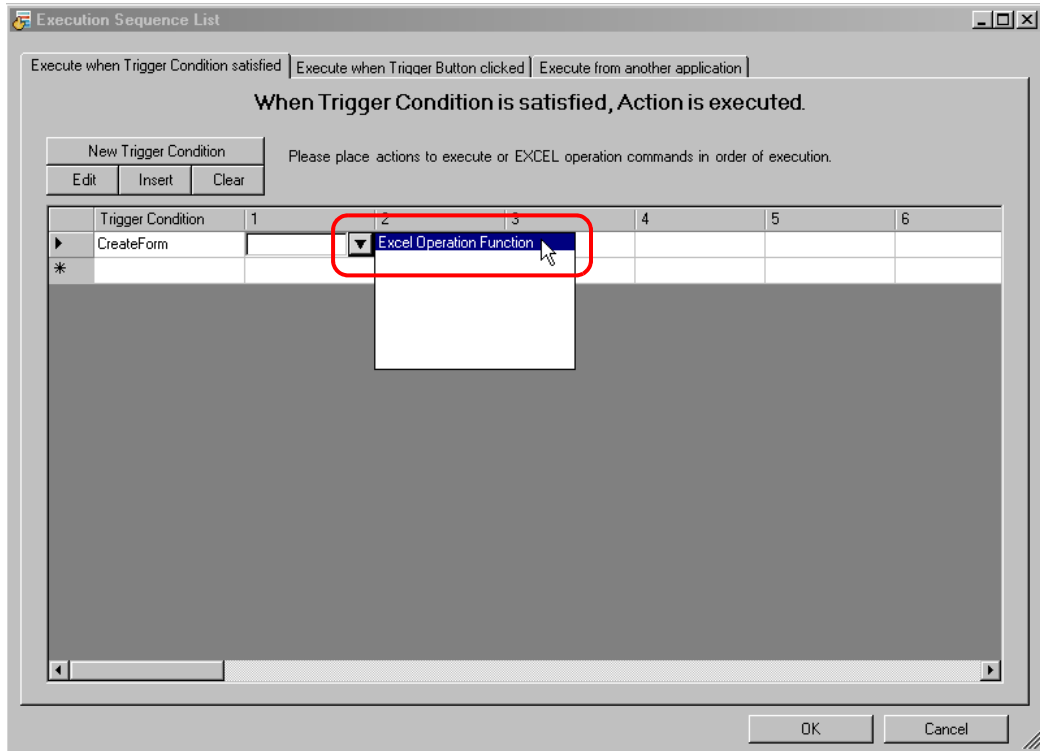 Execution Sequence List
Execute when Trigger Condition satisfied Execute when Trigger Button clicked Execute from another application
When Trigger Condition is satisfied, Action is executed.
New Trigger Condition
Please place actions to execute or EXCEL operation commands in order of execution.
Edit Insert Clear
Trigger Condition 1 2 3 4 5 6
CreateForm Excel Operation Function
OK Cancel